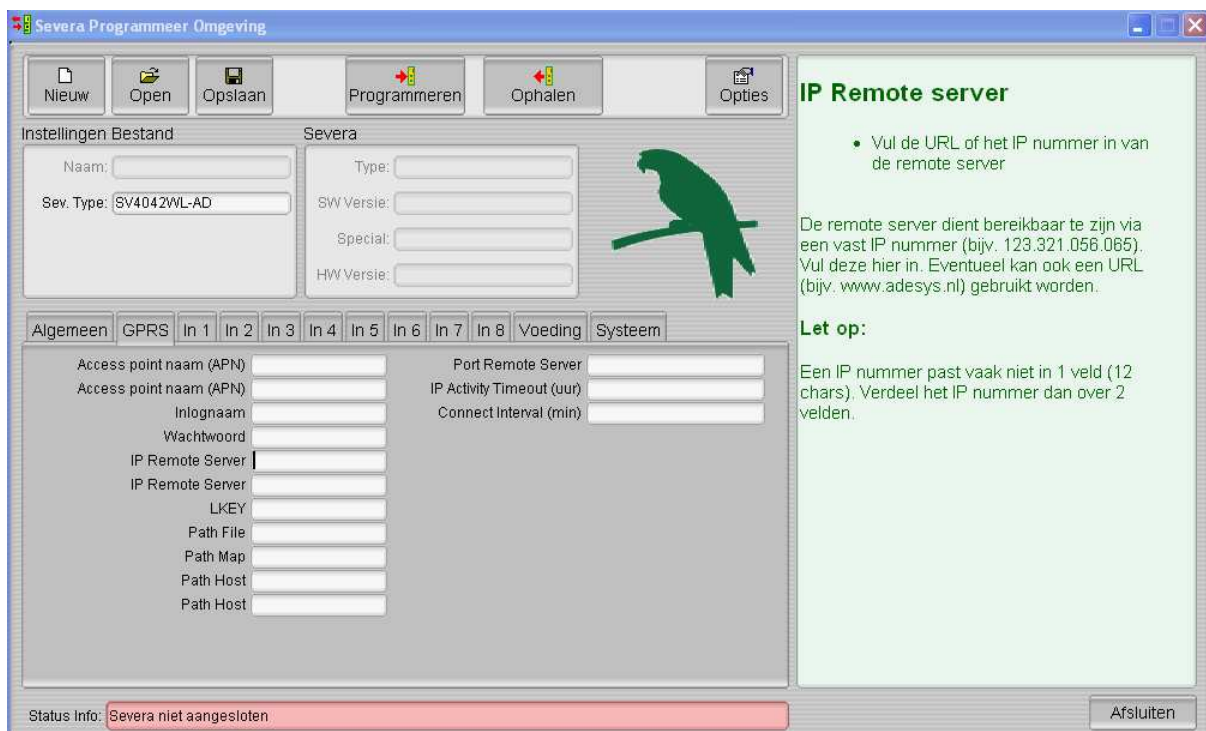 Severa Programmeer Omgeving
Nieuw Open Opslaan Programmeren Ophalen Opties
Instellingen Bestand
Naam:
Sev. Type: SV4042WL-AD
Severa
Type:
SW Versie:
Special:
HW Versie:
Algemeen GPRS In 1 In 2 In 3 In 4 In 5 In 6 In 7 In 8 Voeding Systeem
Access point naam (APN)
Access point naam (APN)
Inlognaam
Wachtwoord
IP Remote Server
IP Remote Server
LKEY
Path File
Path Map
Path Host
Path Host
Port Remote Server
IP Activity Timeout (uur)
Connect Interval (min)
IP Remote server
• Vul de URL of het IP nummer in van
de remote server
De remote server dient bereikbaar te zijn via
een vast IP nummer (bijv. 123.321.056.065).
Vul deze hier in. Eventueel kan ook een URL
(bijv. www.adesys.nl) gebruikt worden.
Let op:
Een IP nummer past vaak niet in 1 veld (12
chars). Verdeel het IP nummer dan over 2
velden.
Status Info: Severa niet aangesloten
Afsluiten